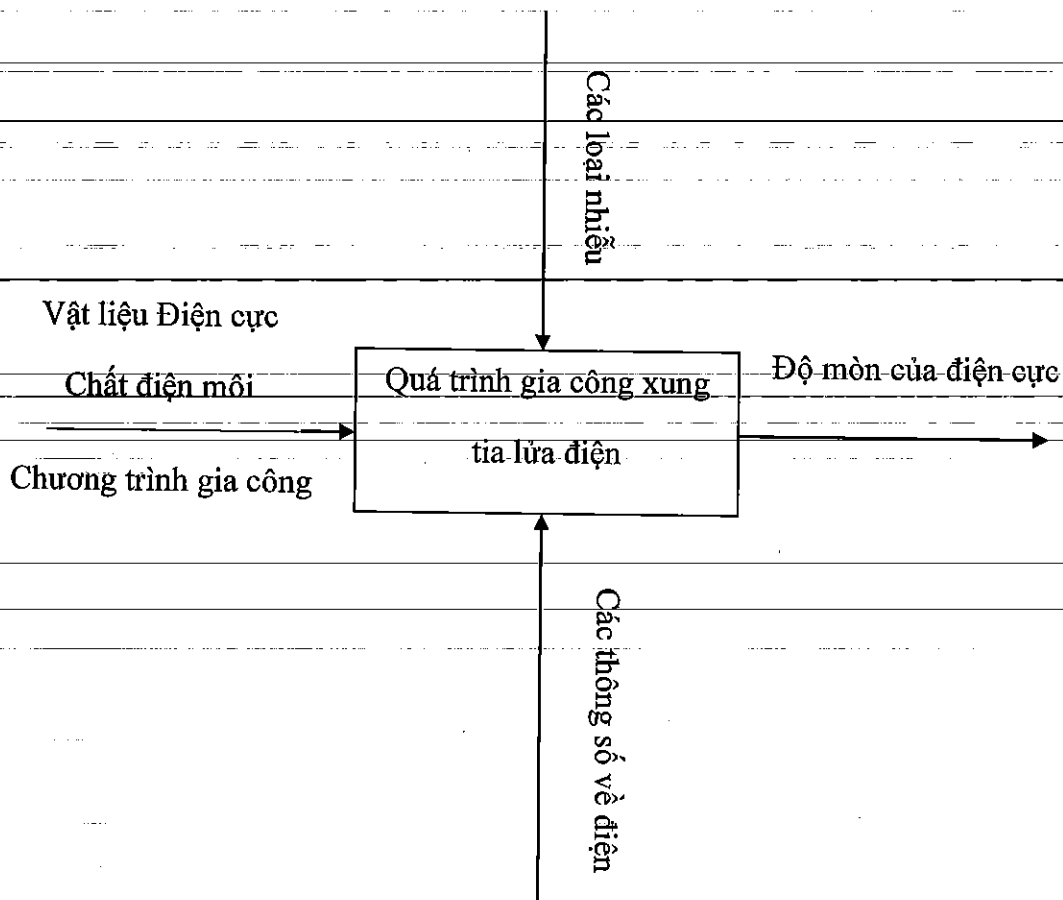 Các loại nhiễu
Vật liệu Điện cực
Chất điện môi
Chương trình gia công
Quá trình gia công xung
tia lửa điện
Độ mòn của điện cực
Các thông số về điện